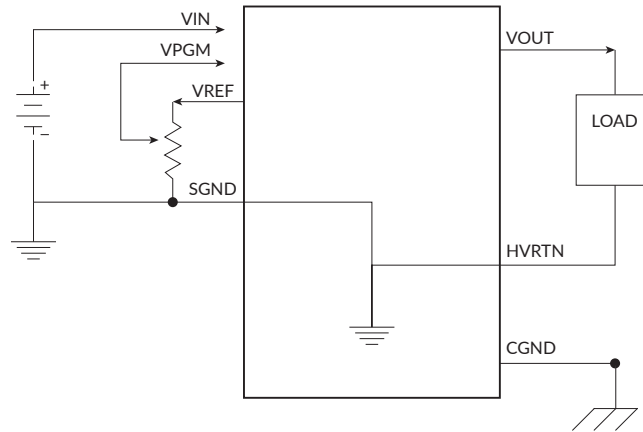 VIN
VOUT
VPGM
+
VREF
LOAD
−
SGND
HVRTN
CGND